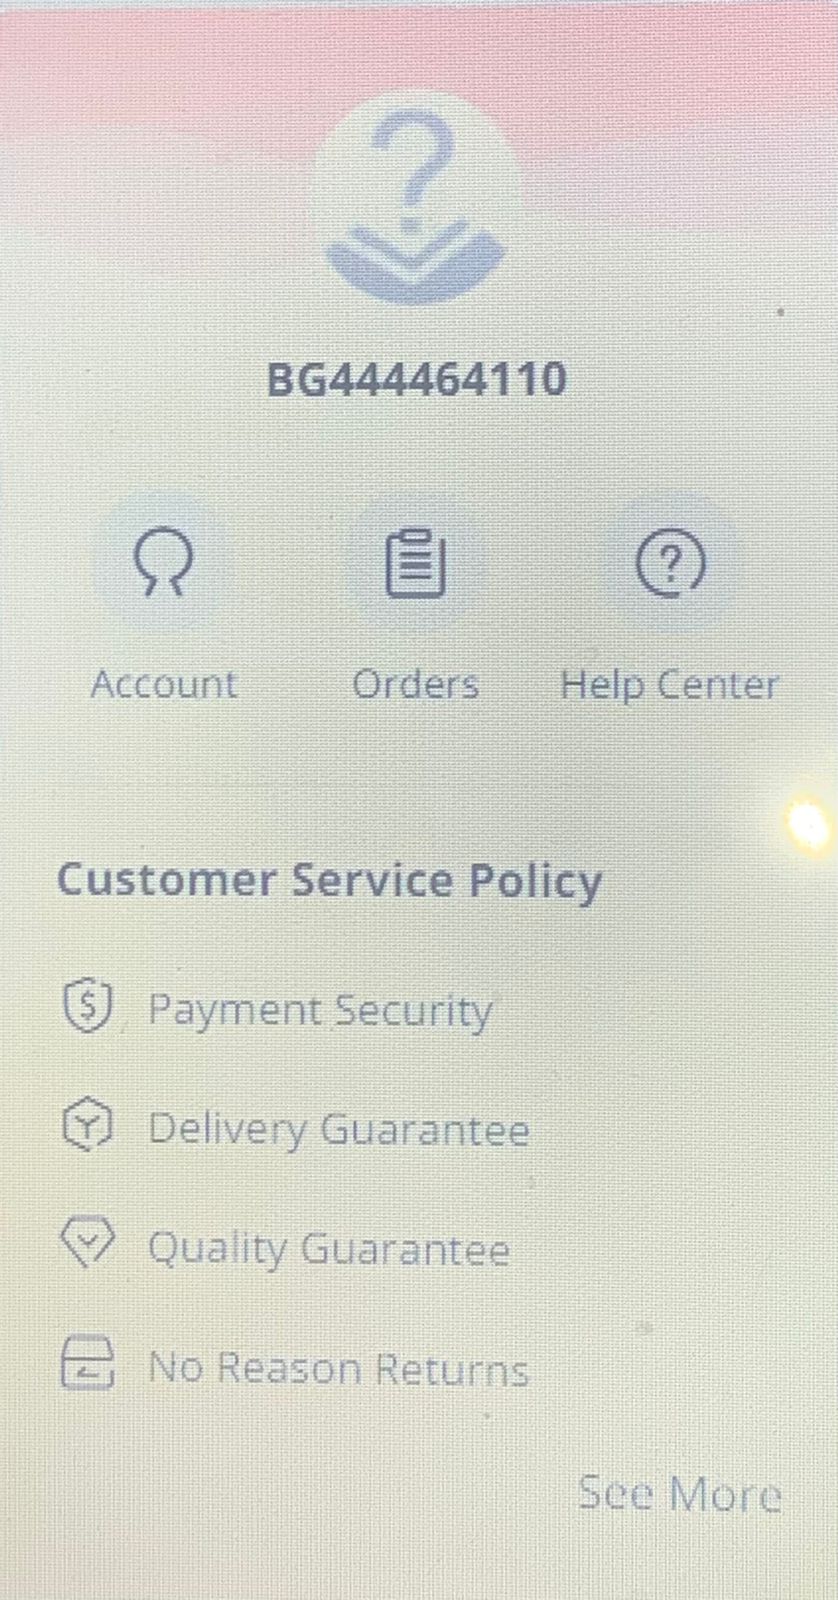 BG444464110
Account Orders Help Center
Customer Service Policy
Payment Security
Delivery Guarantee
Quality Guarantee
No Reason Returns
See More